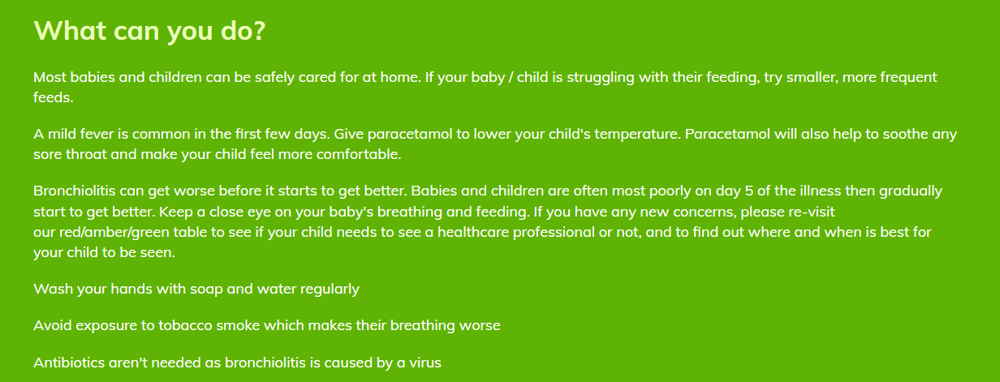 What can you do?
Most babies and children can be safely cared for at home. If your baby / child is struggling with their feeding, try smaller, more frequent
feeds.
A mild fever is common in the first few days. Give paracetamol to lower your child's temperature. Paracetamol will also help to soothe any
sore throat and make your child feel more comfortable.
Bronchiolitis can get worse before it starts to get better. Babies and children are often most poorly on day 5 of the illness then gradually
start to get better. Keep a close eye on your baby's breathing and feeding. If you have any new concerns, please re-visit
our red/amber/green table to see if your child needs to see a healthcare professional or not, and to find out where and when is best for
your child to be seen.
Wash your hands with soap and water regularly
Avoid exposure to tobacco smoke which makes their breathing worse
Antibiotics aren't needed as bronchiolitis is caused by a virus